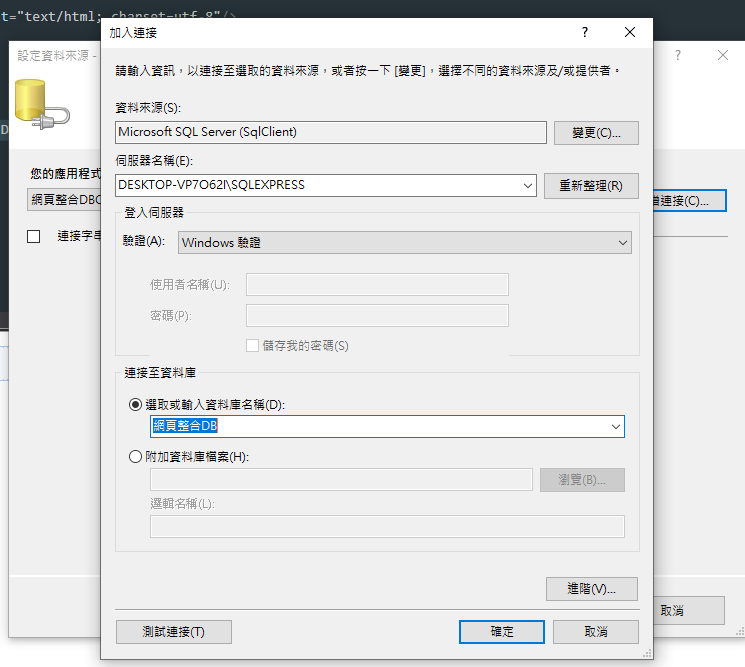 t="text/html; charset=utf-8"/>
加入連接
設定資料來源 -
請輸入資訊，以連接至選取的資料來源，或者按一下 [變更]，選擇不同的資料來源及/或提供者。
資料來源(S):
Microsoft SQL Server (SqlClient)
變更(C)...
伺服器名稱(E):
您的應用程式
DESKTOP-VP7O62I\SQLEXPRESS
重新整理(R)
網頁整合DBC
連接(C)...
登入伺服器
連接字串
驗證(A):
Windows 驗證
使用者名稱(U):
密碼(P):
儲存我的密碼(S)
連接至資料庫
選取或輸入資料庫名稱(D):
網頁整合DB
附加資料庫檔案(H):
瀏覽(B)...
邏輯名稱(L):
進階(V)...
取消
測試連接(T)
確定
取消